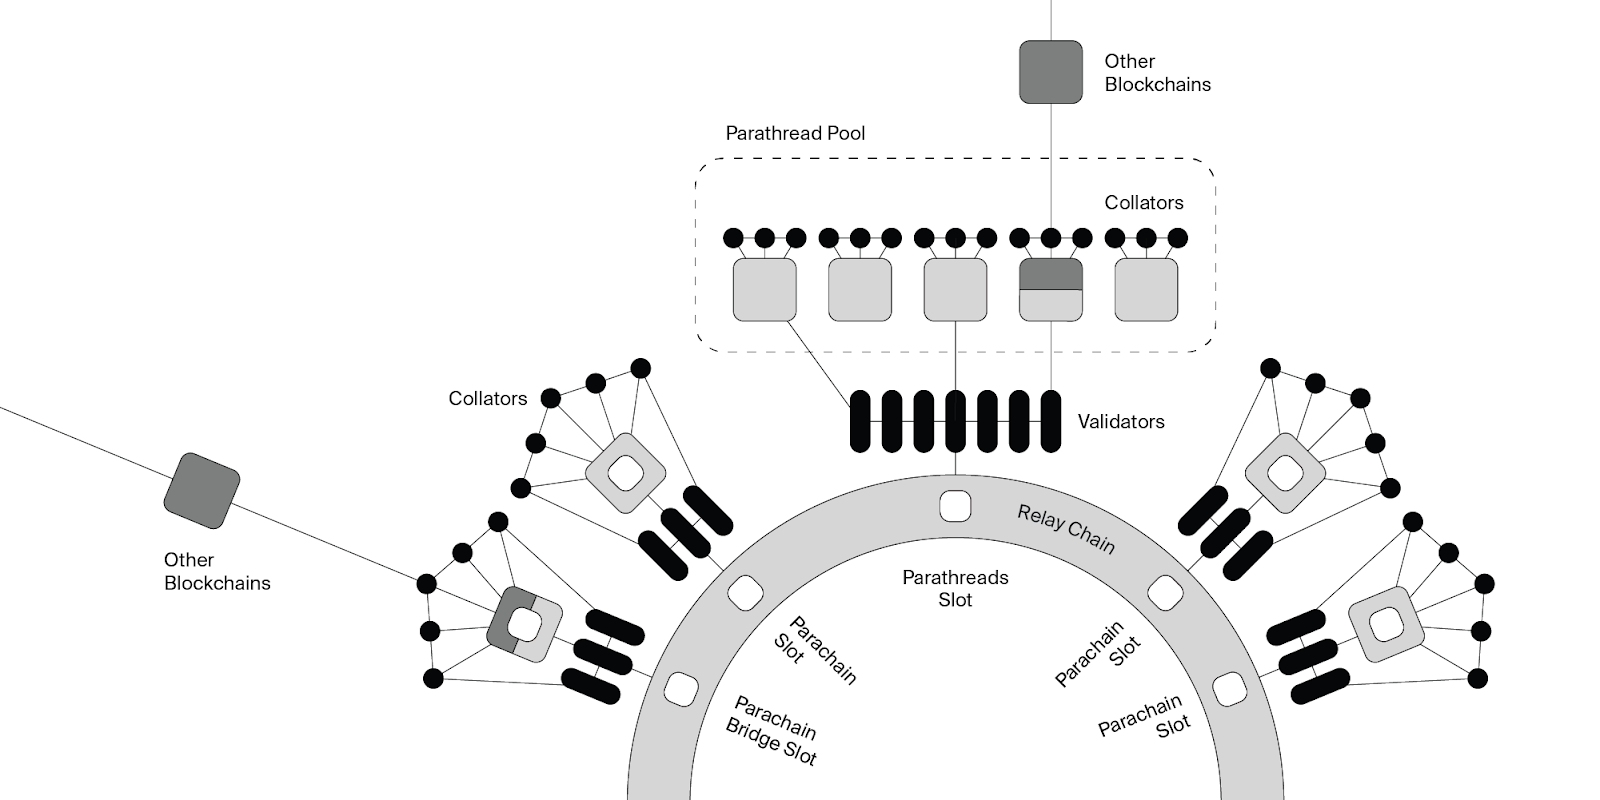 Other
Blockchains
Parathread Pool
Collators
Collators
Validators
Relay Chain
Other
Blockchains
Parathreads
Slot
Parachain
Slot
Parachain
Slot
Parachain
Bridge Slot
Parachain
Slot